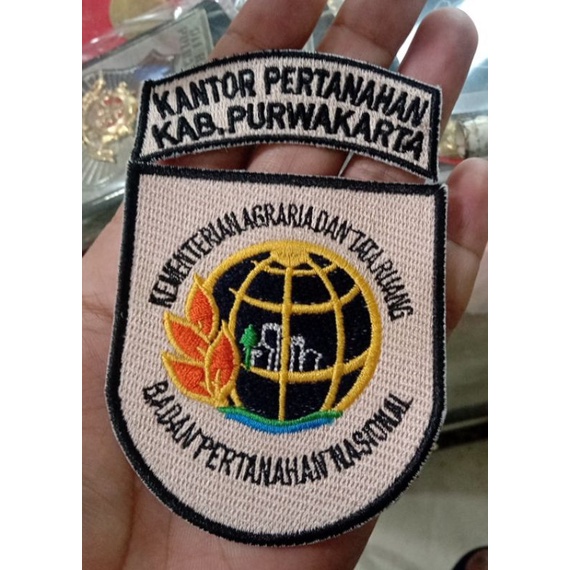 KANTOR PERTANAHAN
KAB. PURWAKARTA
KEMENTERIAN AGRARIA DAN TATA RUANG
BADAN PERTANAHAN NASIONAL